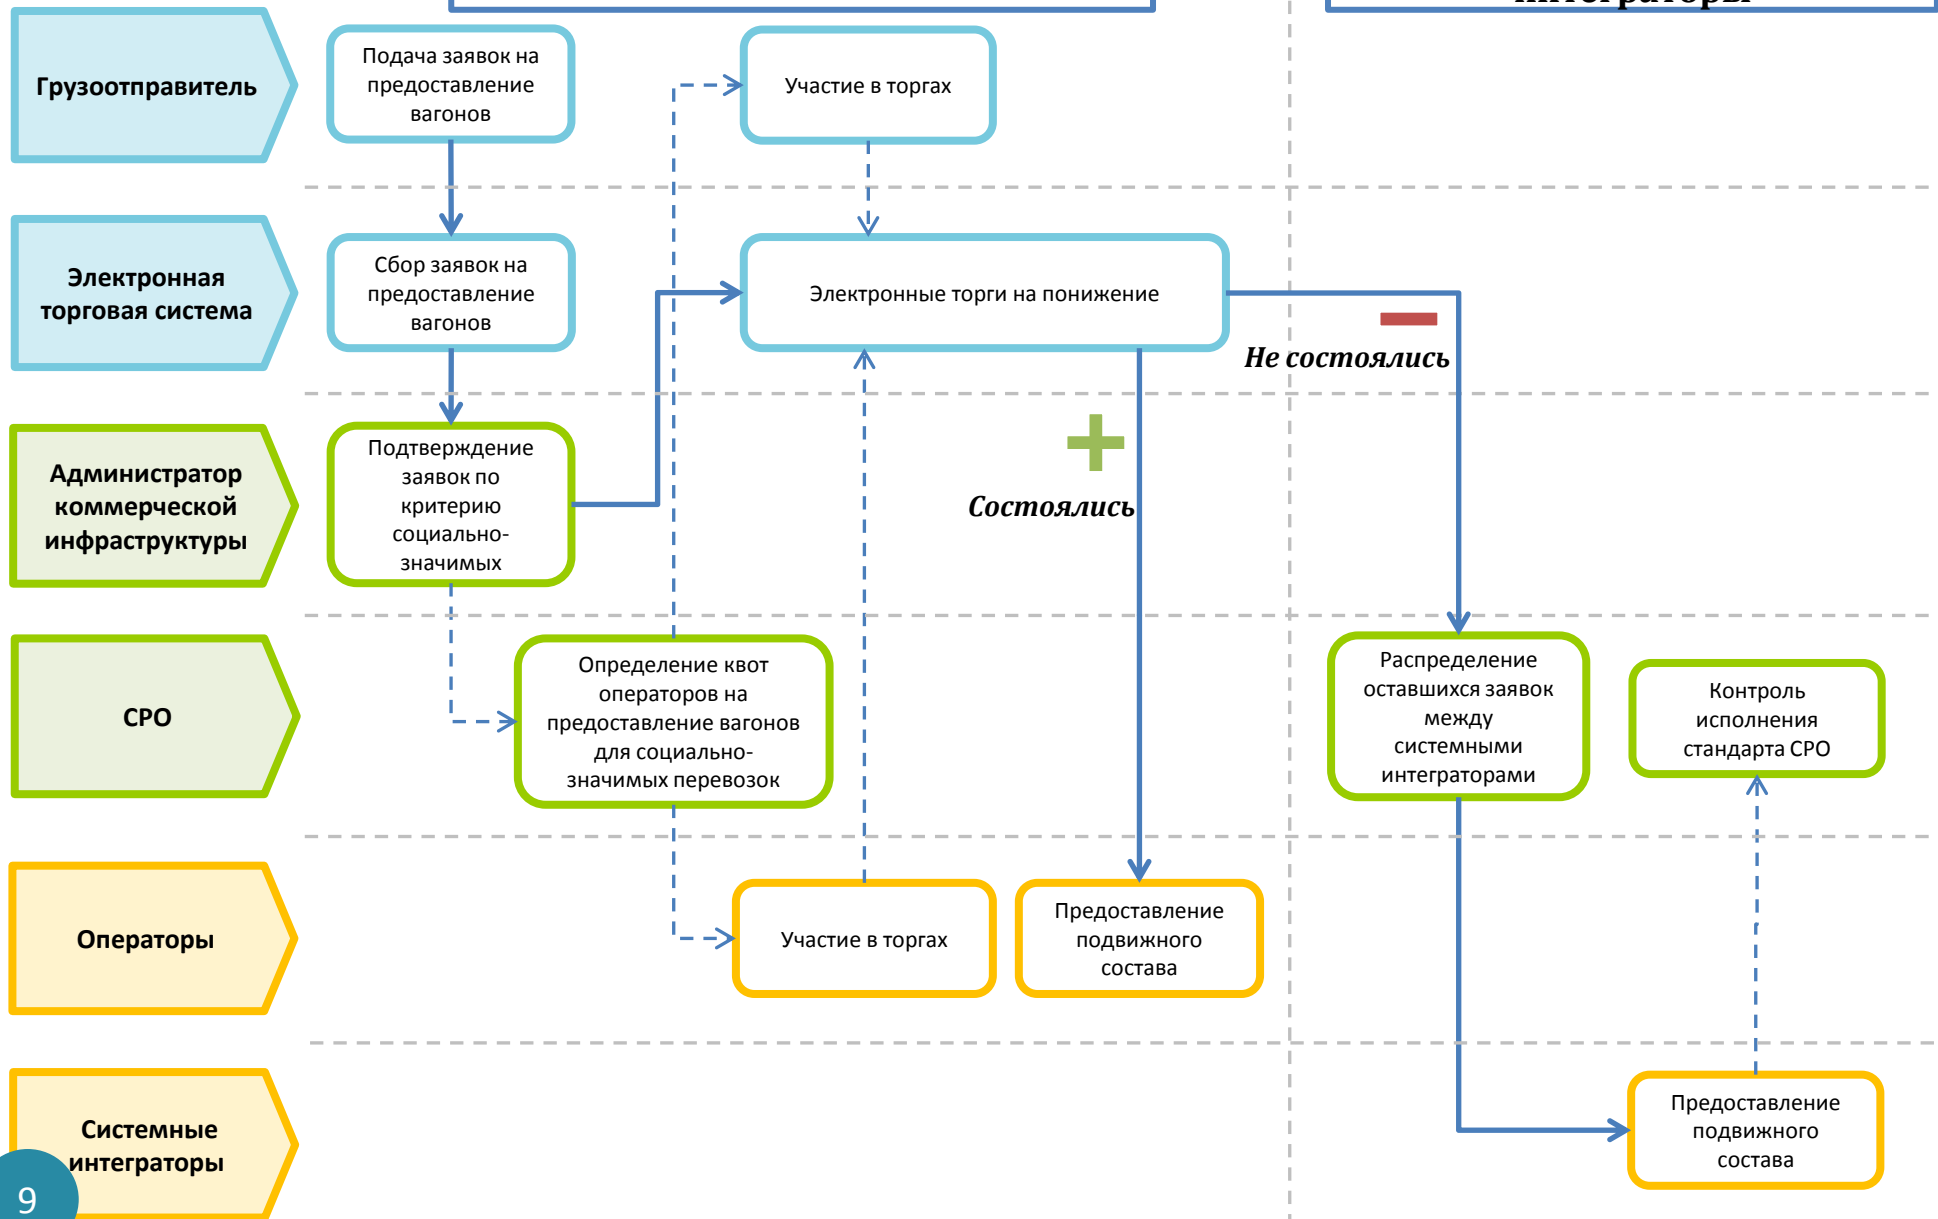 интеграторы
Грузоотправитель
Подача заявок на
предоставление
вагонов
Участие в торгах
Электронная
торговая система
Сбор заявок на
предоставление
вагонов
Электронные торги на понижение
Не состоялись
Администратор
коммерческой
инфраструктуры
Подтверждение
заявок по
критерию
социально-
значимых
Состоялись
СРО
Определение квот
операторов на
предоставление вагонов
для социально-
значимых перевозок
Распределение
оставшихся заявок
между
системными
интеграторами
Контроль
исполнения
стандарта СРО
Операторы
Участие в торгах
Предоставление
подвижного
состава
Системные
интеграторы
Предоставление
подвижного
состава
9